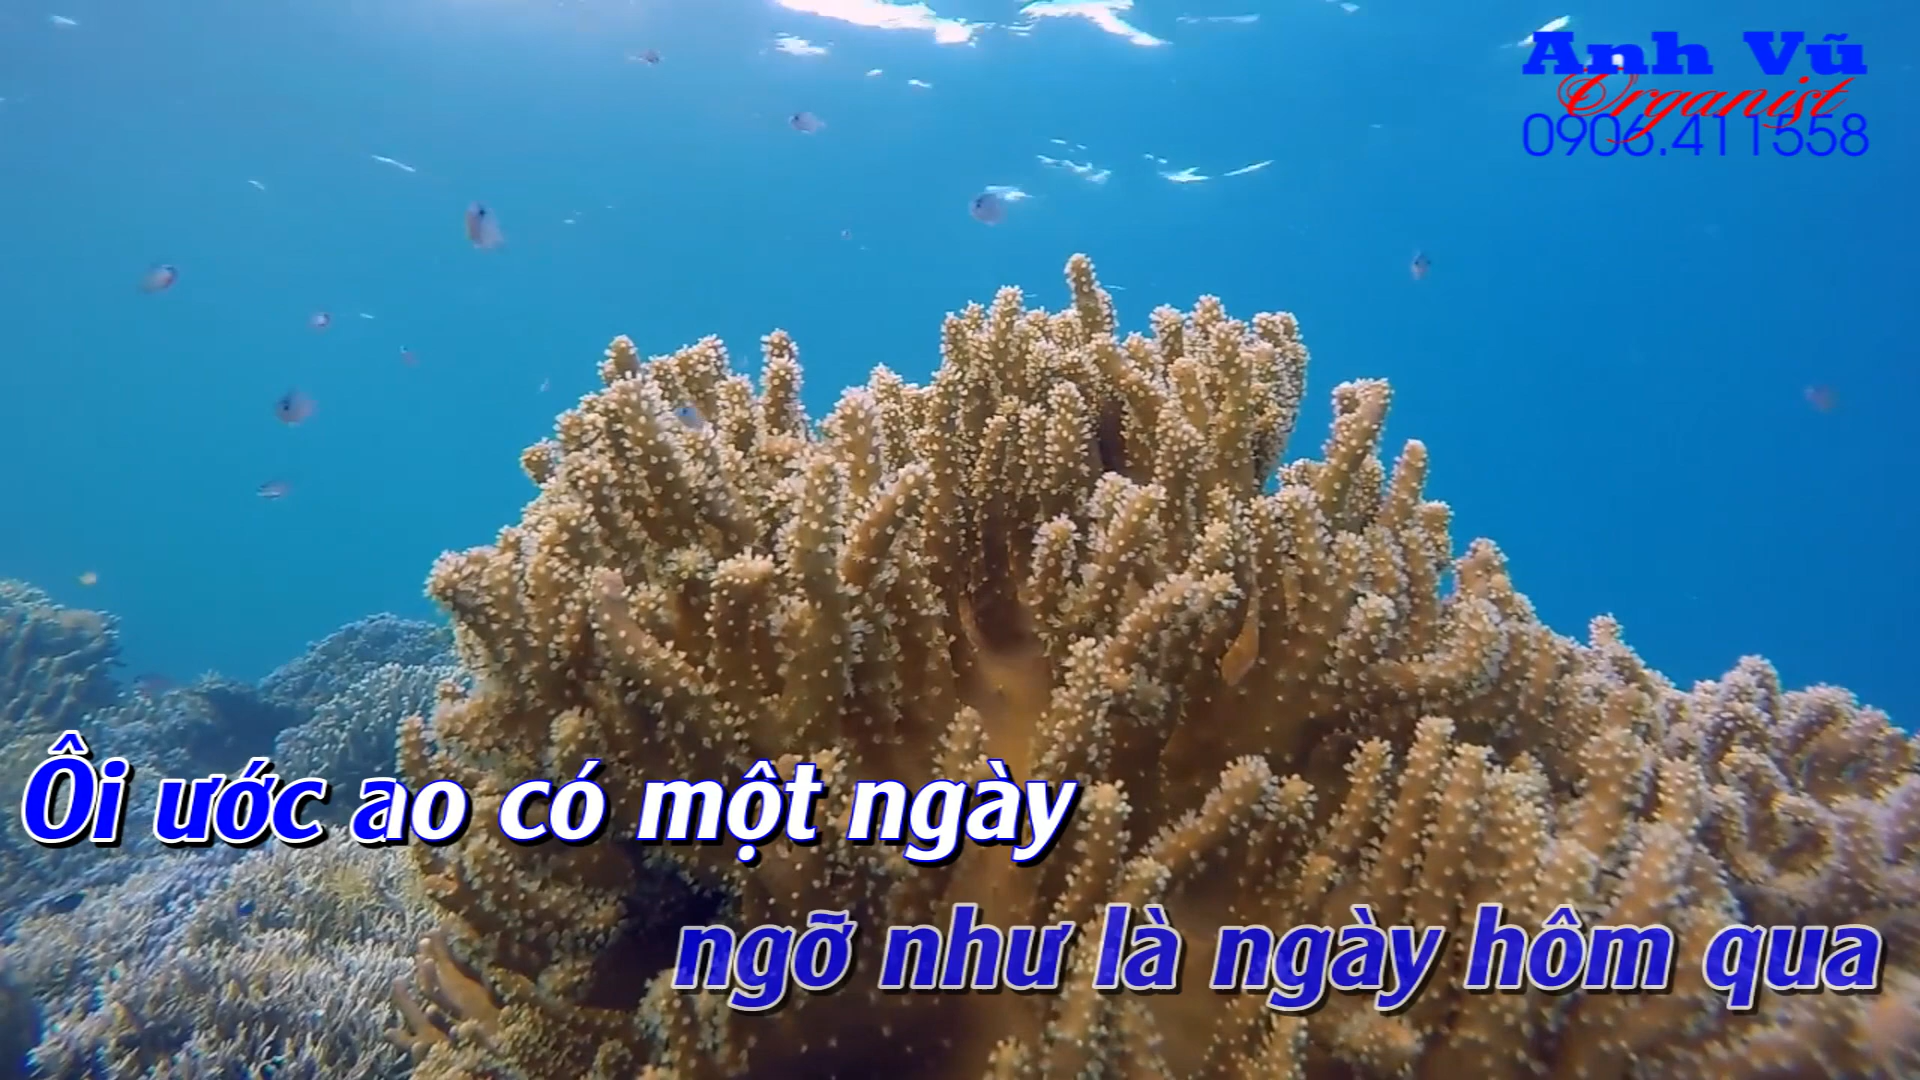 Anh Vũ
Organist
0906.411558
Ôi ước ao có một ngày
ngỡ như là ngày hôm qua